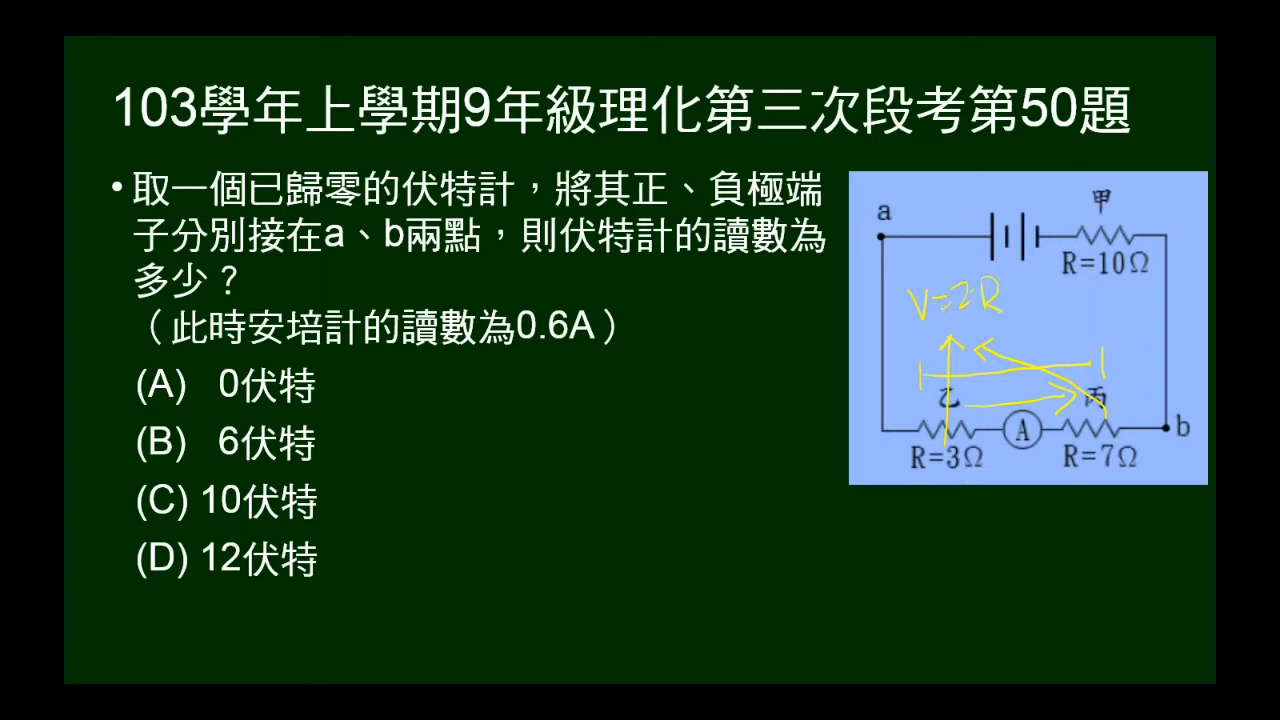 103學年上學期9年級理化第三次段考第50題
•取一個已歸零的伏特計，將其正、負極端
子分別接在a、b兩點，則伏特計的讀數為
多少？
（此時安培計的讀數為0.6A）
(A) 0伏特
(B) 6伏特
(C) 10伏特
(D) 12伏特
甲
a
R=10Ω
V=I·R
乙 丙
A b
R=3Ω R=7Ω